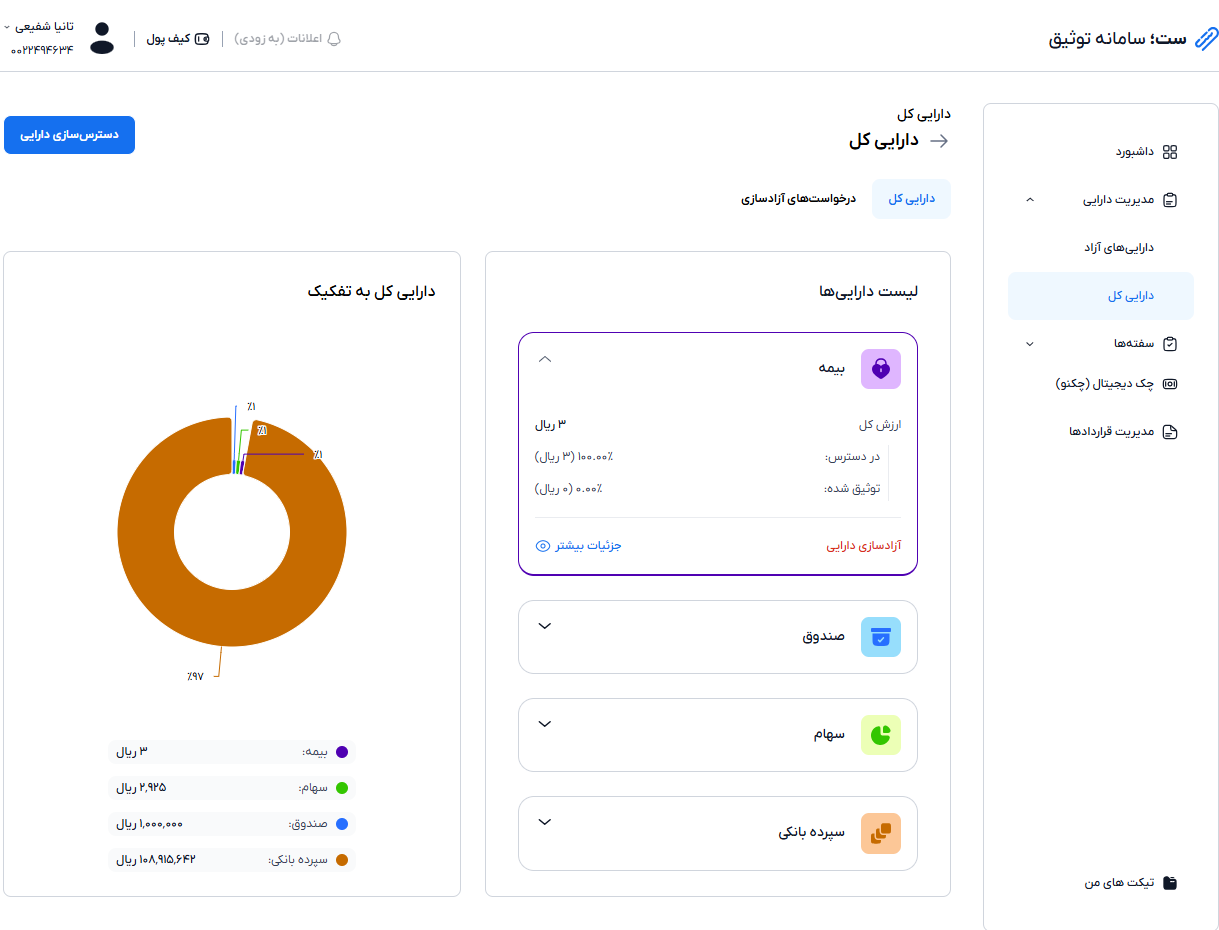 ست؛ سامانه توثیق
اعلانات (به زودی)
کیف پول
تانیا شفیعی
۰۰۲۲۴۹۴۶۳۴
داشبورد
مدیریت دارایی
دارایی‌های آزاد
دارایی کل
سفته‌ها
چک دیجیتال (چکنو)
مدیریت قراردادها
تیکت های من
دارایی کل
دارایی کل
دسترس‌سازی دارایی
دارایی کل
درخواست‌های آزادسازی
لیست دارایی‌ها
بیمه
ارزش کل
۳ ریال
در دسترس:
۱۰۰.۰۰٪ (۳ ریال)
توثیق شده:
۰.۰۰٪ (۰ ریال)
آزادسازی دارایی
جزئیات بیشتر
صندوق
سهام
سپرده بانکی
دارایی کل به تفکیک
٪۱
٪۱
٪۱
٪۹۷
بیمه: ۳ ریال
سهام: ۲,۹۲۵ ریال
صندوق: ۱,۰۰۰,۰۰۰ ریال
سپرده بانکی: ۱۰۸,۹۱۵,۶۴۲ ریال